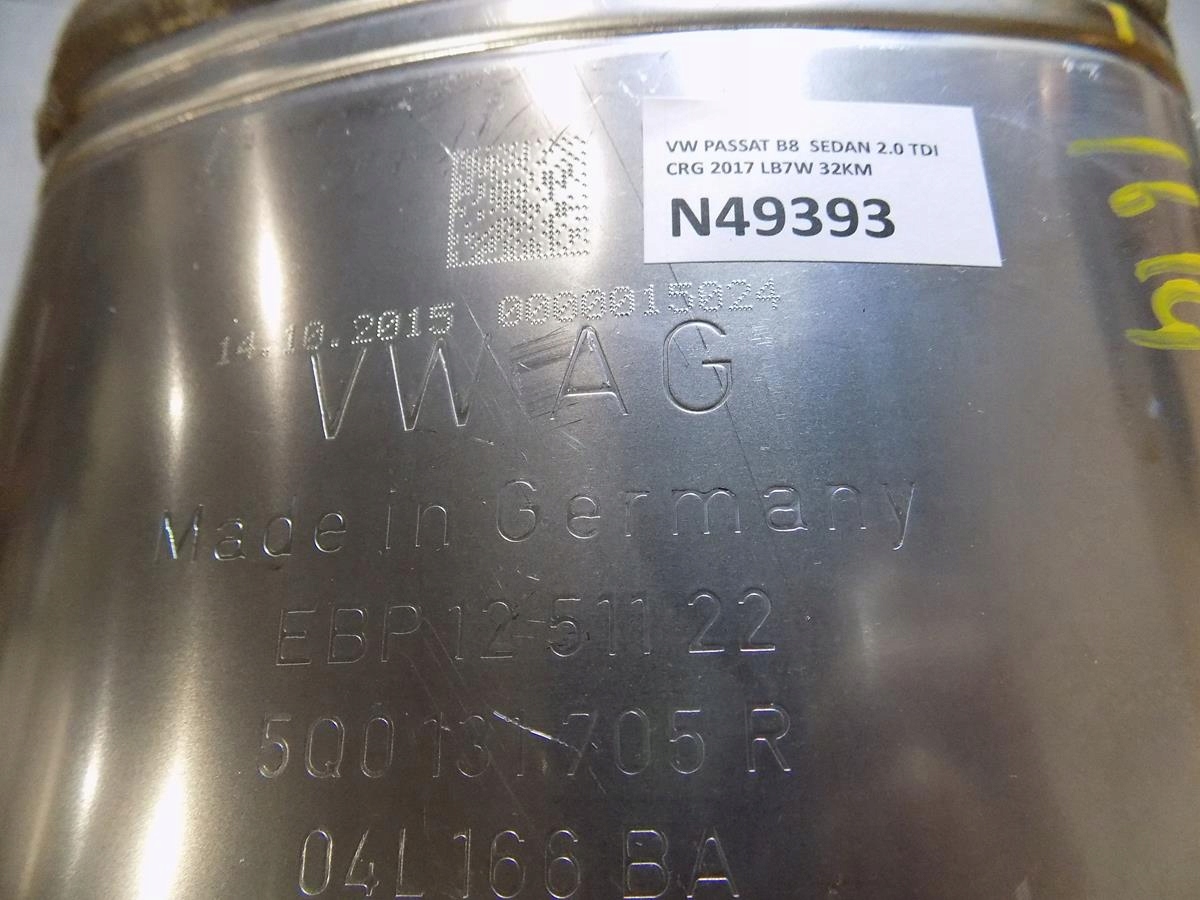 VW PASSAT B8 SEDAN 2.0 TDI
CRG 2017 LB7W 32KM
N49393
14.10.2015 0000015024
VW AG
Made in Germany
EBP 12-511 22
5Q0 131 705 R
04L 166 BA